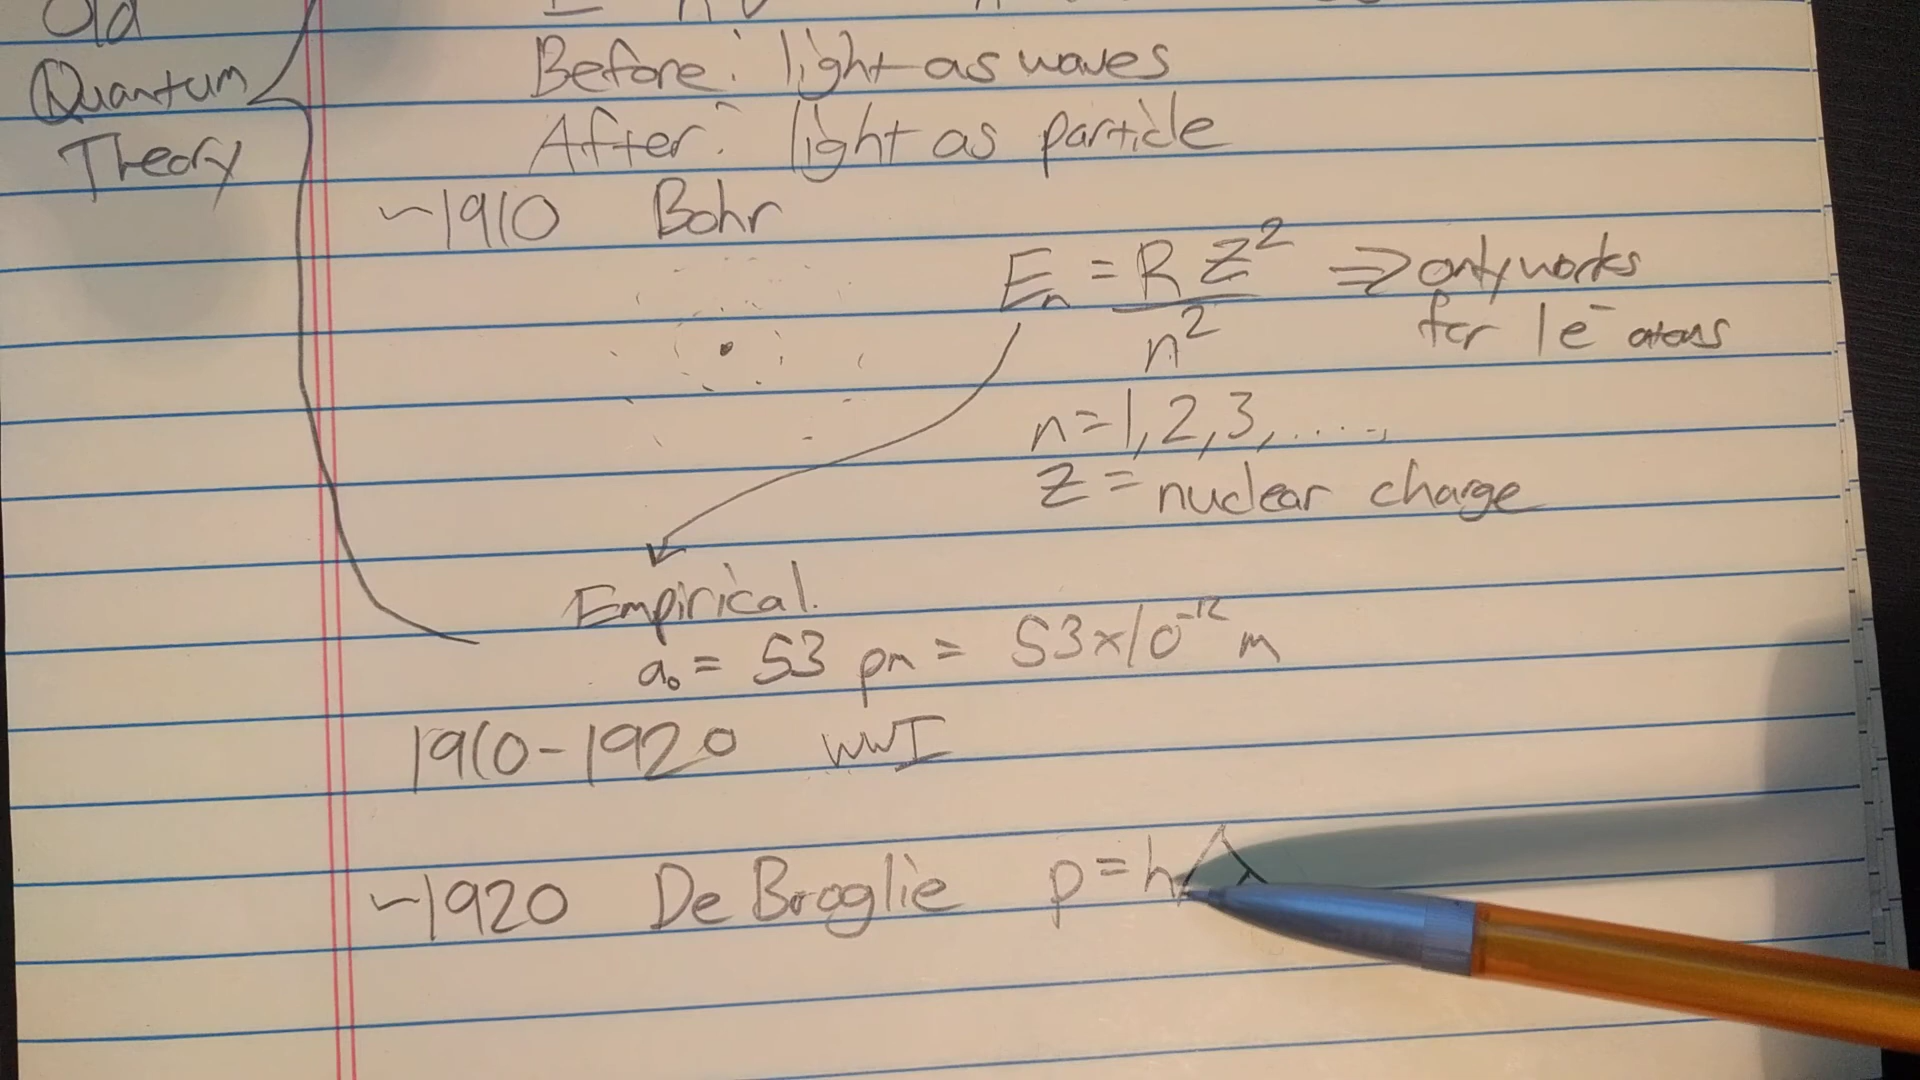 Old
Quantum
Theory
Before: light as waves
After: light as particle
~1910 Bohr
Eₙ = R Z² / n² ⇒ only works
for 1e⁻ atoms
n=1,2,3,.....,
Z = nuclear charge
Empirical.
a₀ = 53 pm = 53×10⁻¹² m
1910-1920 WWI
~1920 De Broglie p=h/λ